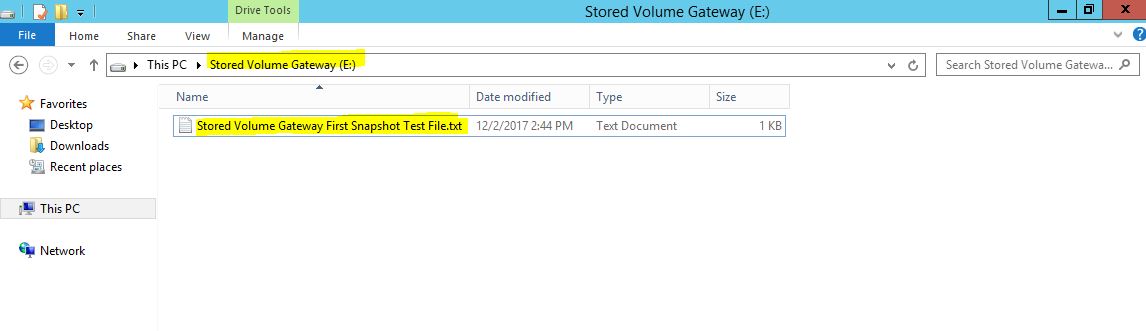 Drive Tools
Stored Volume Gateway (E:)
File Home Share View Manage
This PC Stored Volume Gateway (E:)
Search Stored Volume Gatewa...
Name Date modified Type Size
Stored Volume Gateway First Snapshot Test File.txt 12/2/2017 2:44 PM Text Document 1 KB
Favorites
Desktop
Downloads
Recent places
This PC
Network